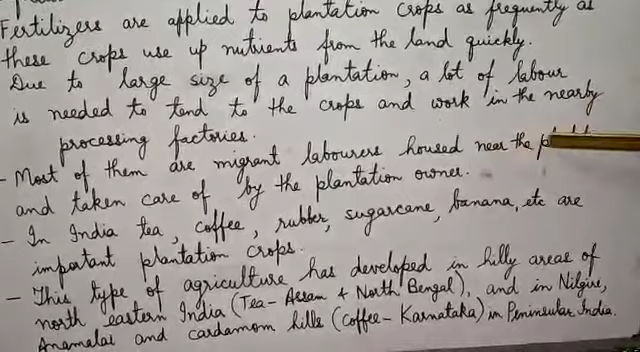 Fertilizers are applied to plantation crops as frequently as
these crops use up nutrients from the land quickly.
Due to large size of a plantation, a lot of labour
is needed to tend to the crops and work in the nearby
processing factories.
- Most of them are migrant labourers housed near the
and taken care of by the plantation owner.
- In India tea, coffee, rubber, sugarcane, banana, etc are
important plantation crops.
- This type of agriculture has developed in hilly areas of
north eastern India (Tea- Assam & North Bengal), and in Nilgiri,
Anamalai and cardamom hills (Coffee- Karnataka) in Peninsular India.